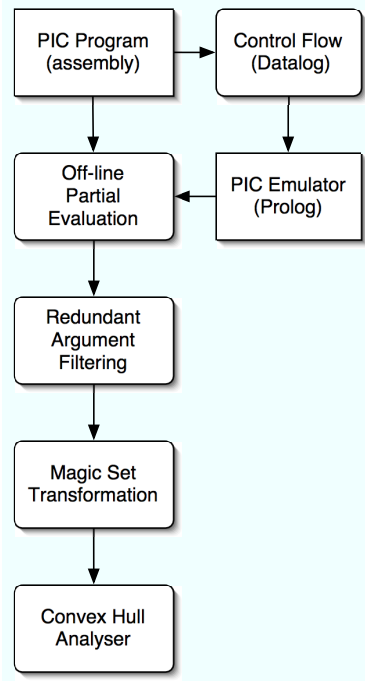 PIC Program
(assembly)
Control Flow
(Datalog)
Off-line
Partial
Evaluation
PIC Emulator
(Prolog)
Redundant
Argument
Filtering
Magic Set
Transformation
Convex Hull
Analyser